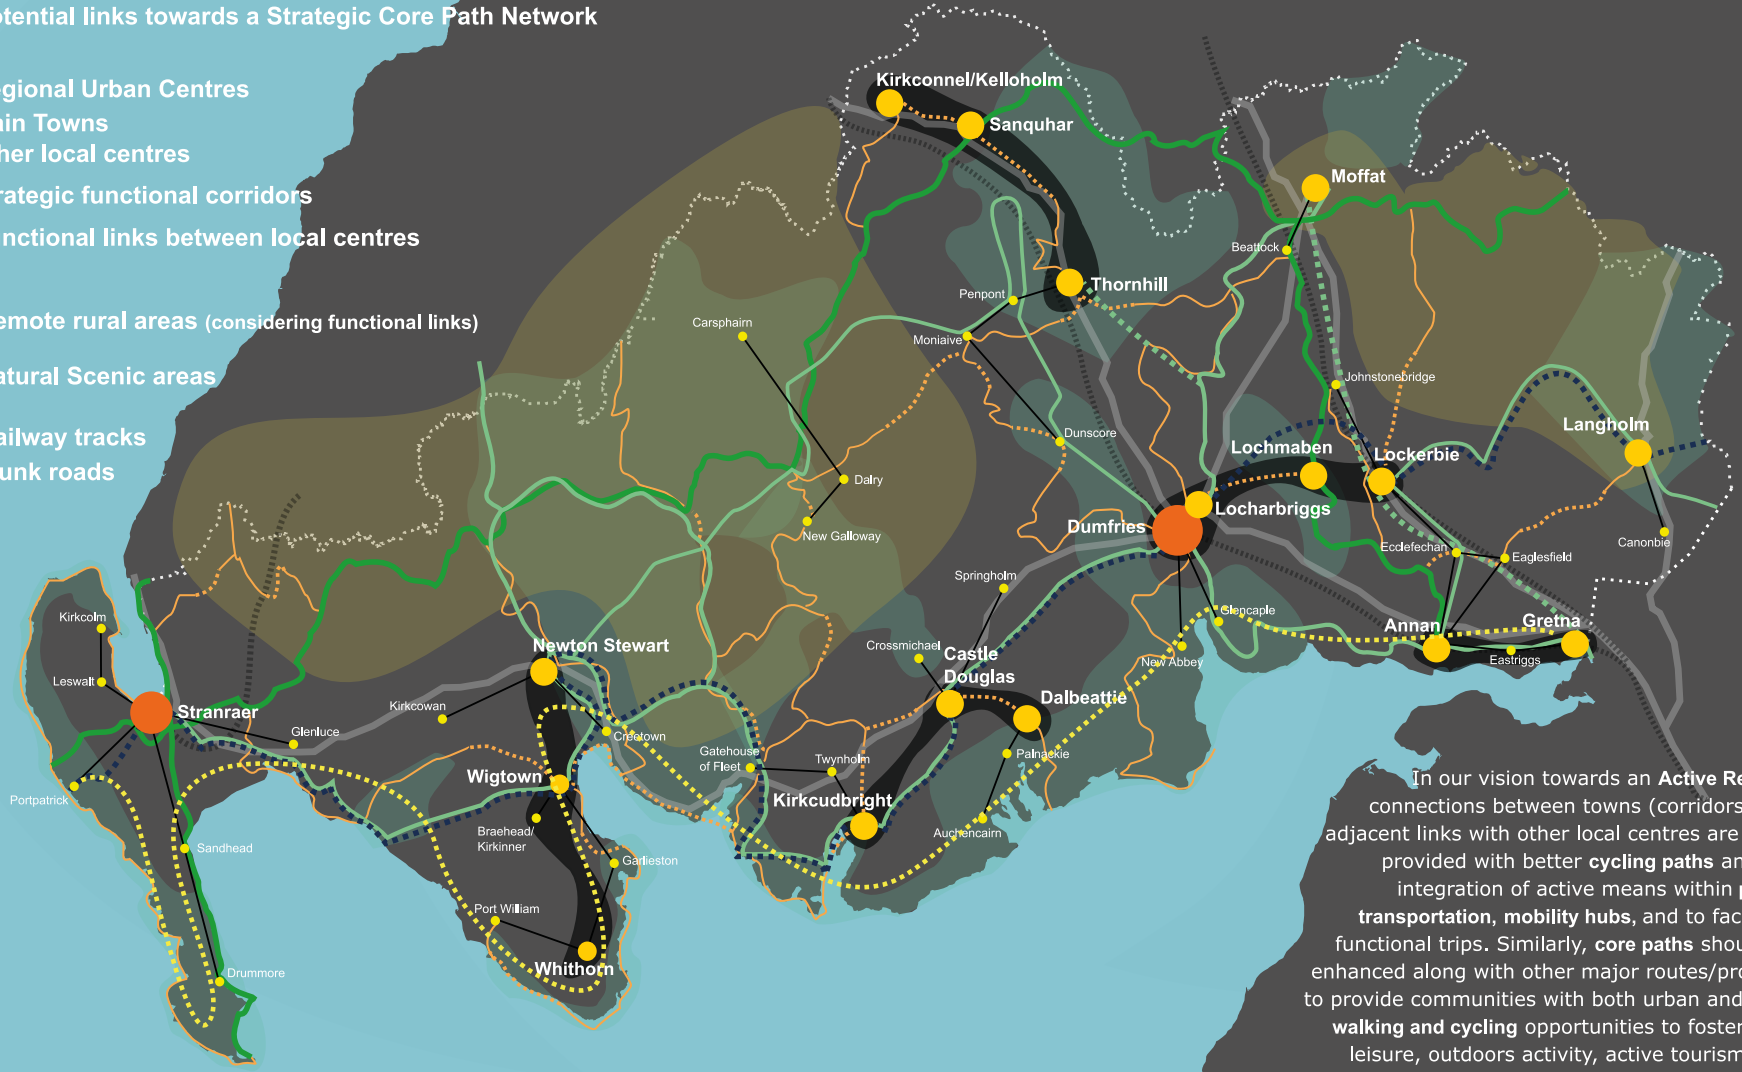 otential links towards a Strategic Core Path Network
gional Urban Centres
in Towns
her local centres
rategic functional corridors
nctional links between local centres
emote rural areas (considering functional links)
atural Scenic areas
ailway tracks
unk roads
Kirkconnel/Kelloholm
Sanquhar
Moffat
Beattock
Thornhill
Penpont
Carsphairn
Moniaive
Johnstonebridge
Langholm
Dunscore
Lochmaben
Lockerbie
Dalry
Locharbriggs
Dumfries
New Galloway
Canonbie
Ecclefechan
Eaglesfield
Springholm
Kirkcolm
Glencaple
Annan
Gretna
Newton Stewart
Crossmichael
Castle
Douglas
New Abbey
Eastriggs
Leswalt
Dalbeattie
Kirkcowan
Stranraer
Glenluce
Creetown
Gatehouse
of Fleet
Twynholm
Palnackie
Wigtown
Portpatrick
Kirkcudbright
Braehead/
Kirkinner
Auchencairn
Sandhead
Garlieston
Port William
Whithorn
Drummore
In our vision towards an Active Re
connections between towns (corridors
adjacent links with other local centres are
provided with better cycling paths an
integration of active means within p
transportation, mobility hubs, and to fac
functional trips. Similarly, core paths shou
enhanced along with other major routes/pro
to provide communities with both urban and
walking and cycling opportunities to foster
leisure, outdoors activity, active tourism